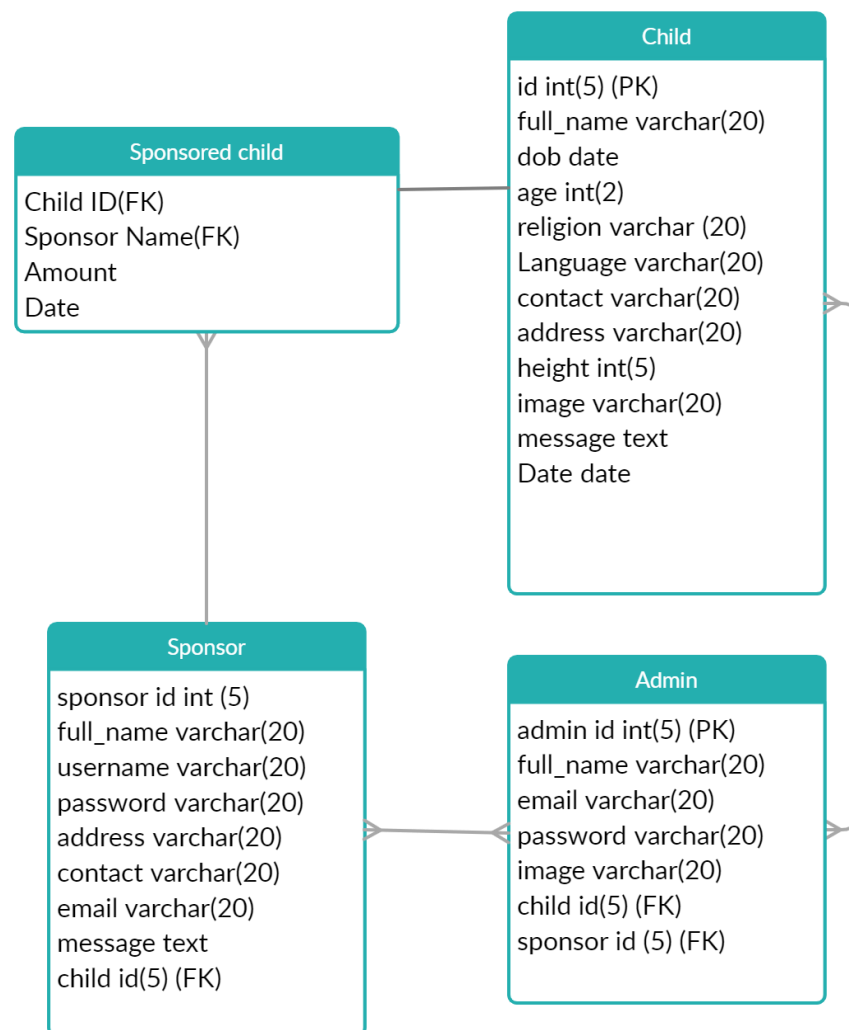 Child
id int(5) (PK)
full_name varchar(20)
dob date
age int(2)
religion varchar (20)
Language varchar(20)
contact varchar(20)
address varchar(20)
height int(5)
image varchar(20)
message text
Date date
Sponsored child
Child ID(FK)
Sponsor Name(FK)
Amount
Date
Sponsor
sponsor id int (5)
full_name varchar(20)
username varchar(20)
password varchar(20)
address varchar(20)
contact varchar(20)
email varchar(20)
message text
child id(5) (FK)
Admin
admin id int(5) (PK)
full_name varchar(20)
email varchar(20)
password varchar(20)
image varchar(20)
child id(5) (FK)
sponsor id (5) (FK)